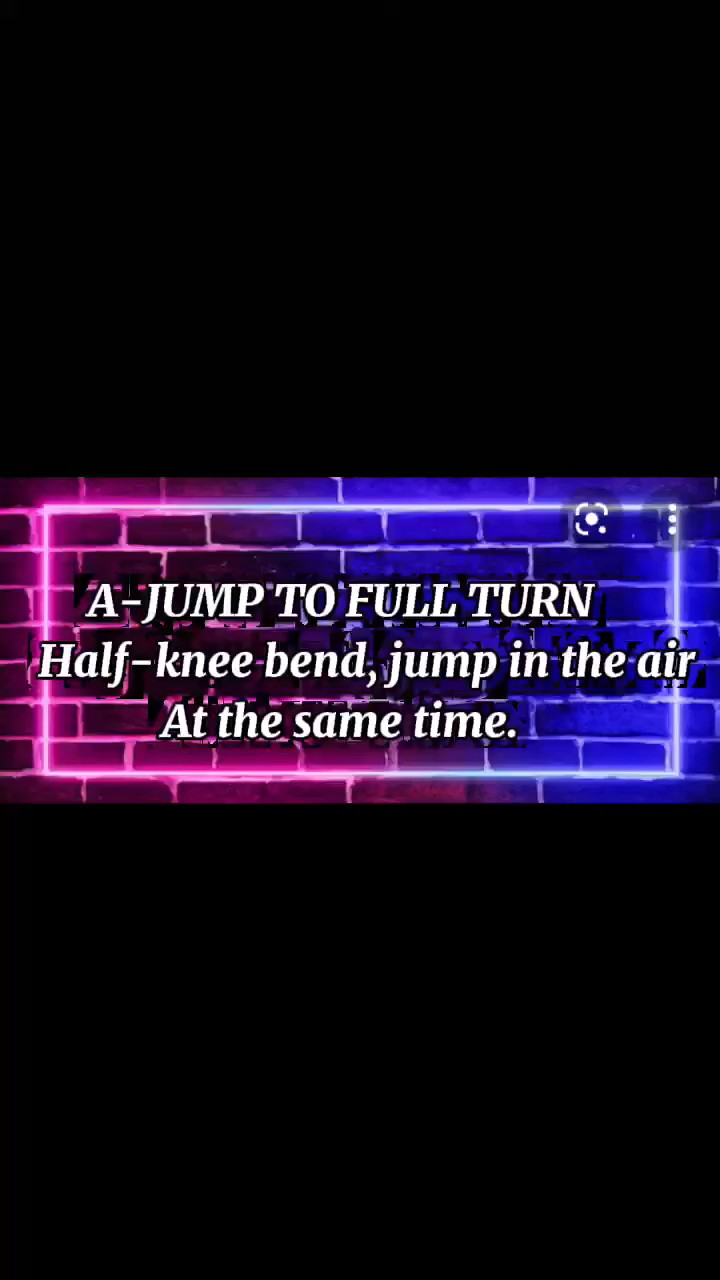 A-JUMP TO FULL TURN
Half-knee bend, jump in the air
At the same time.